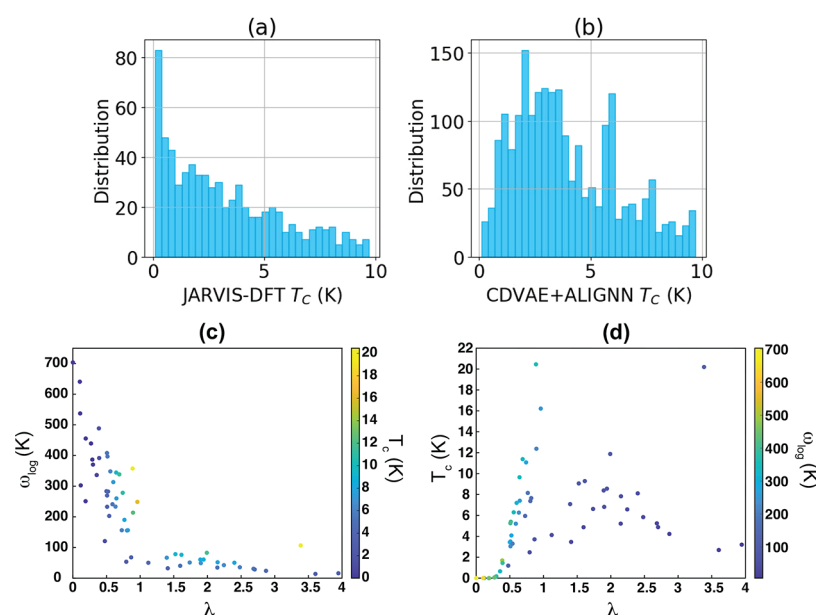 (a)
(b)
80
60
40
20
0
Distribution
0 5 10
JARVIS-DFT T_C (K)
150
100
50
0
Distribution
0 5 10
CDVAE+ALIGNN T_C (K)
(c)
700
600
500
400
300
200
100
0
ω_log (K)
0 0.5 1 1.5 2 2.5 3 3.5 4
λ
20
18
16
14
12
10
8
6
4
2
0
T_c (K)
(d)
22
20
18
16
14
12
10
8
6
4
2
0
T_c (K)
0 0.5 1 1.5 2 2.5 3 3.5 4
λ
700
600
500
400
300
200
100
ω_log (K)